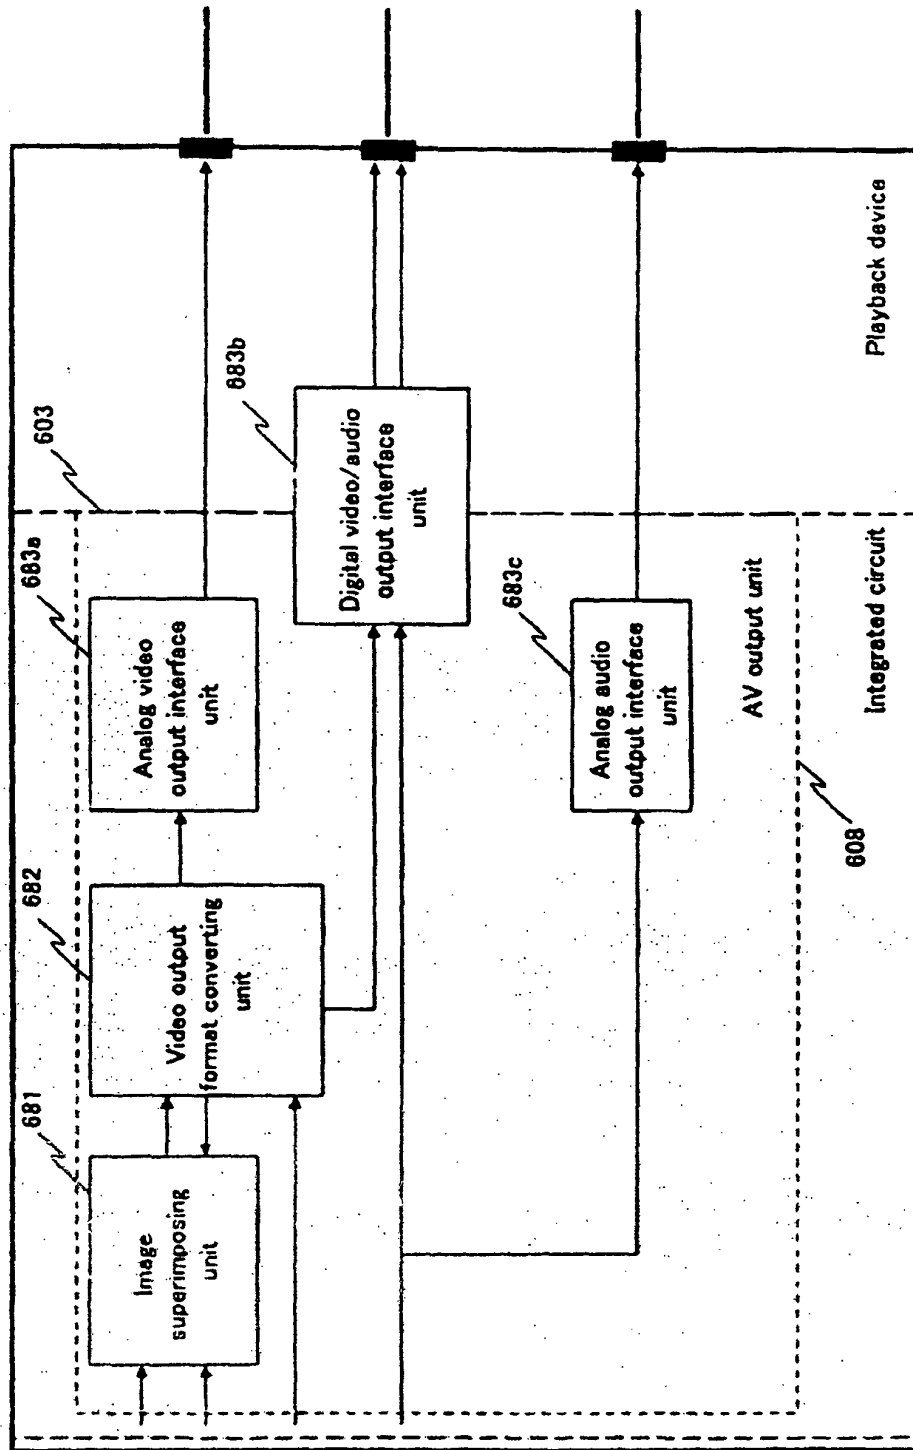 681
Image
superimposing
unit
682
Video output
format converting
unit
683a
Analog video
output interface
unit
603
683b
Digital video/audio
output interface
unit
683c
Analog audio
output interface
unit
AV output unit
608
Integrated circuit
Playback device